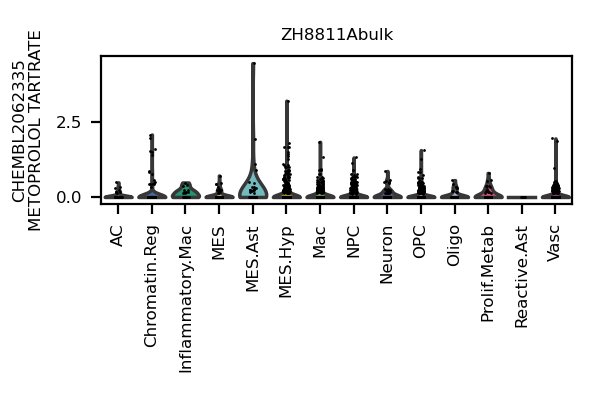 ZH8811Abulk
CHEMBL2062335
METOPROLOL TARTRATE
2.5
0.0
AC
Chromatin.Reg
Inflammatory.Mac
MES
MES.Ast
MES.Hyp
Mac
NPC
Neuron
OPC
Oligo
Prolif.Metab
Reactive.Ast
Vasc